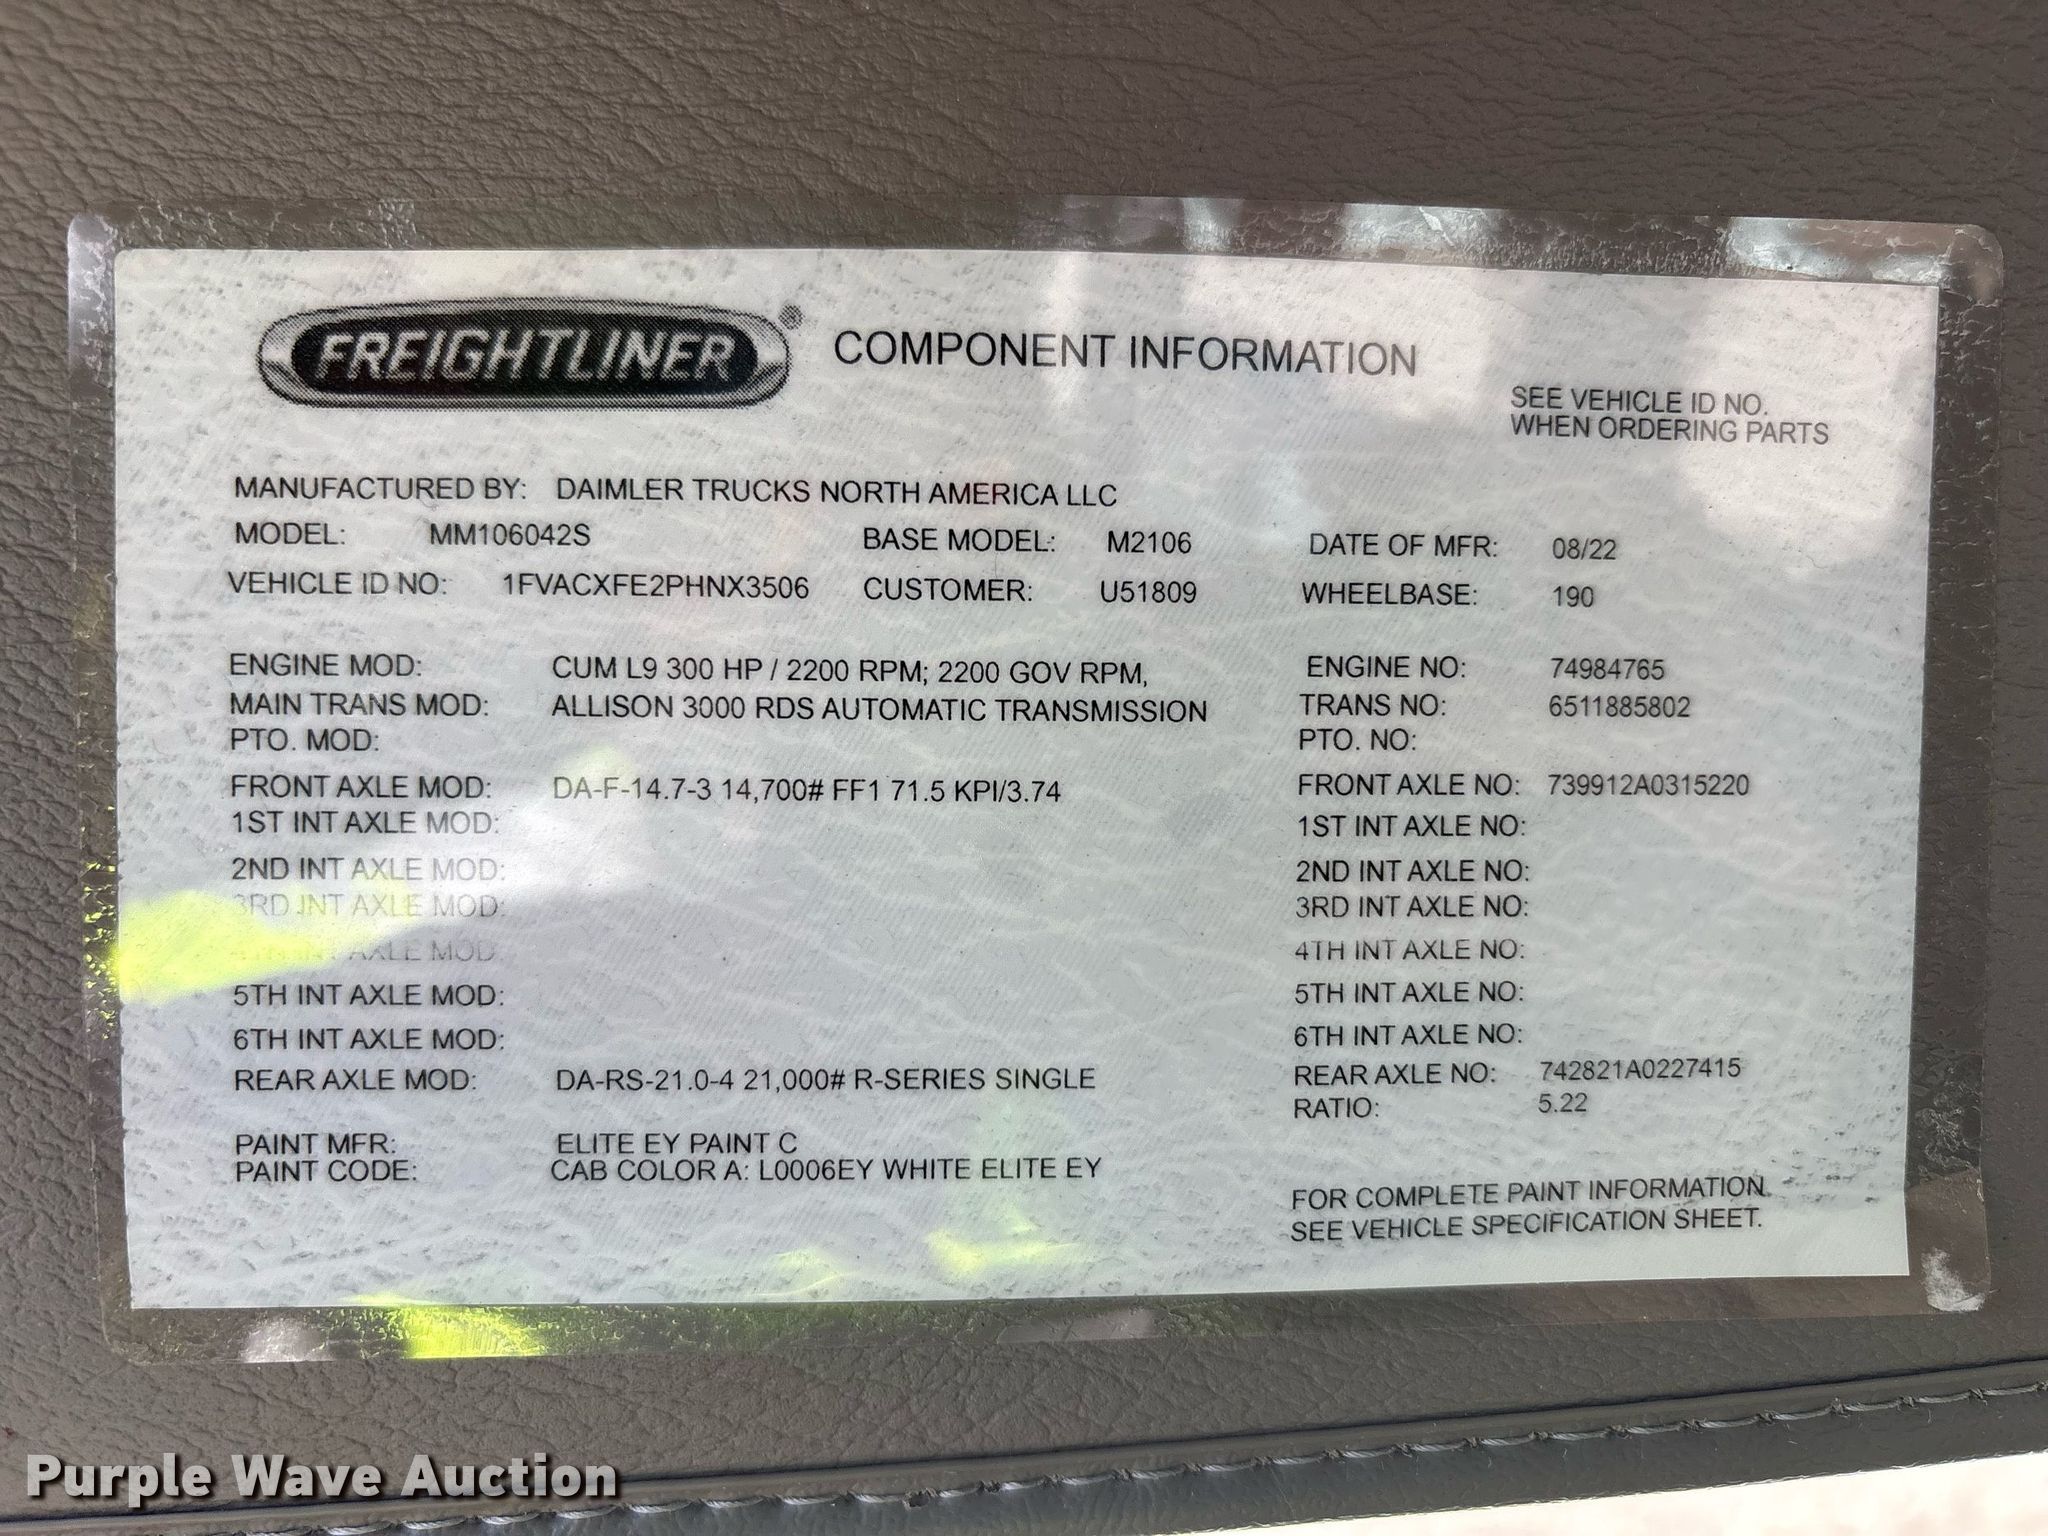 FREIGHTLINER® COMPONENT INFORMATION
SEE VEHICLE ID NO.
WHEN ORDERING PARTS
MANUFACTURED BY: DAIMLER TRUCKS NORTH AMERICA LLC
MODEL: MM106042S BASE MODEL: M2106 DATE OF MFR: 08/22
VEHICLE ID NO: 1FVACXFE2PHNX3506 CUSTOMER: U51809 WHEELBASE: 190
ENGINE MOD: CUM L9 300 HP / 2200 RPM; 2200 GOV RPM, ENGINE NO: 74984765
MAIN TRANS MOD: ALLISON 3000 RDS AUTOMATIC TRANSMISSION TRANS NO: 6511885802
PTO. MOD: PTO. NO:
FRONT AXLE MOD: DA-F-14.7-3 14,700# FF1 71.5 KPI/3.74 FRONT AXLE NO: 739912A0315220
1ST INT AXLE MOD: 1ST INT AXLE NO:
2ND INT AXLE MOD: 2ND INT AXLE NO:
3RD INT AXLE MOD: 3RD INT AXLE NO:
4TH INT AXLE MOD: 4TH INT AXLE NO:
5TH INT AXLE MOD: 5TH INT AXLE NO:
6TH INT AXLE MOD: 6TH INT AXLE NO:
REAR AXLE MOD: DA-RS-21.0-4 21,000# R-SERIES SINGLE REAR AXLE NO: 742821A0227415
RATIO: 5.22
PAINT MFR: ELITE EY PAINT C
PAINT CODE: CAB COLOR A: L0006EY WHITE ELITE EY
FOR COMPLETE PAINT INFORMATION.
SEE VEHICLE SPECIFICATION SHEET.
Purple Wave Auction